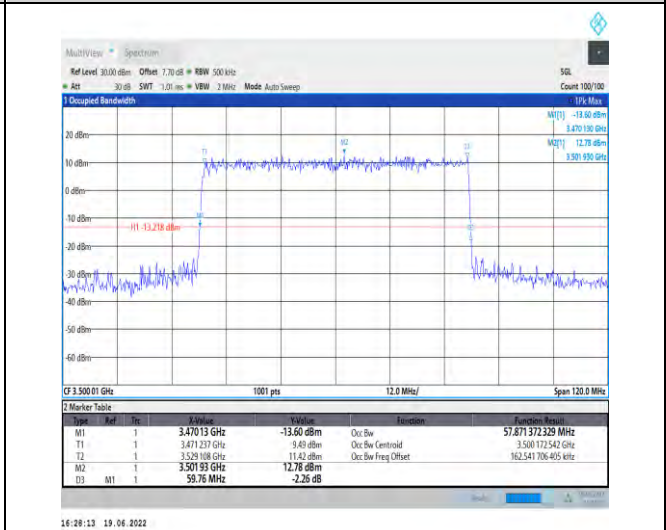 MultiView Spectrum
Ref Level 30.00 dBm Offset 7.70 dB RBW 500 kHz SGL
Att 30 dB SWT 1.01 ms VBW 2 MHz Mode Auto Sweep Count 100/100
1 Occupied Bandwidth 1Pk Max
M1[1] -13.60 dBm
3.470 130 GHz
M2[1] 12.78 dBm
3.501 930 GHz
20 dBm
M2
T1
10 dBm
0 dBm
-10 dBm
M1
H1 -13.218 dBm
-20 dBm
-30 dBm
-40 dBm
-50 dBm
-60 dBm
CF 3.500 01 GHz 1001 pts 12.0 MHz/ Span 120.0 MHz
2 Marker Table
Type Ref Trc X-Value Y-Value Function Function Result
M1 1 3.470 13 GHz -13.60 dBm Occ Bw 57.871 372 329 MHz
T1 1 3.471 237 GHz 9.49 dBm Occ Bw Centroid 3.500 172 542 GHz
T2 1 3.529 108 GHz 11.42 dBm Occ Bw Freq Offset 162.541 706 405 kHz
M2 1 3.501 93 GHz 12.78 dBm
D3 M1 1 59.76 MHz -2.26 dB
16:28:13 19.06.2022